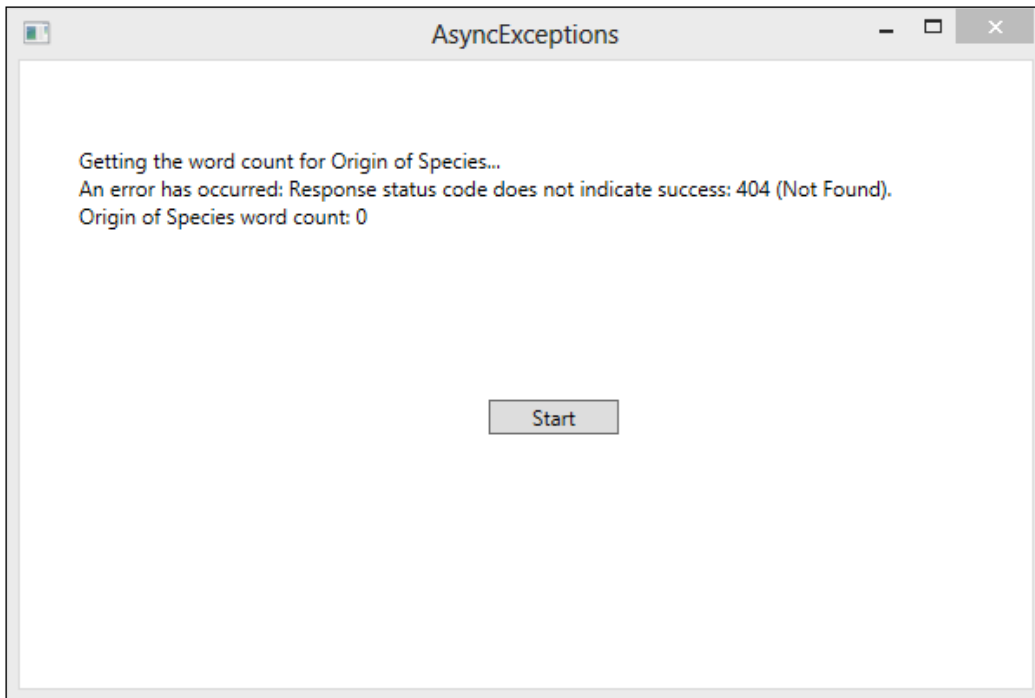 AsyncExceptions
Getting the word count for Origin of Species...
An error has occurred: Response status code does not indicate success: 404 (Not Found).
Origin of Species word count: 0
Start